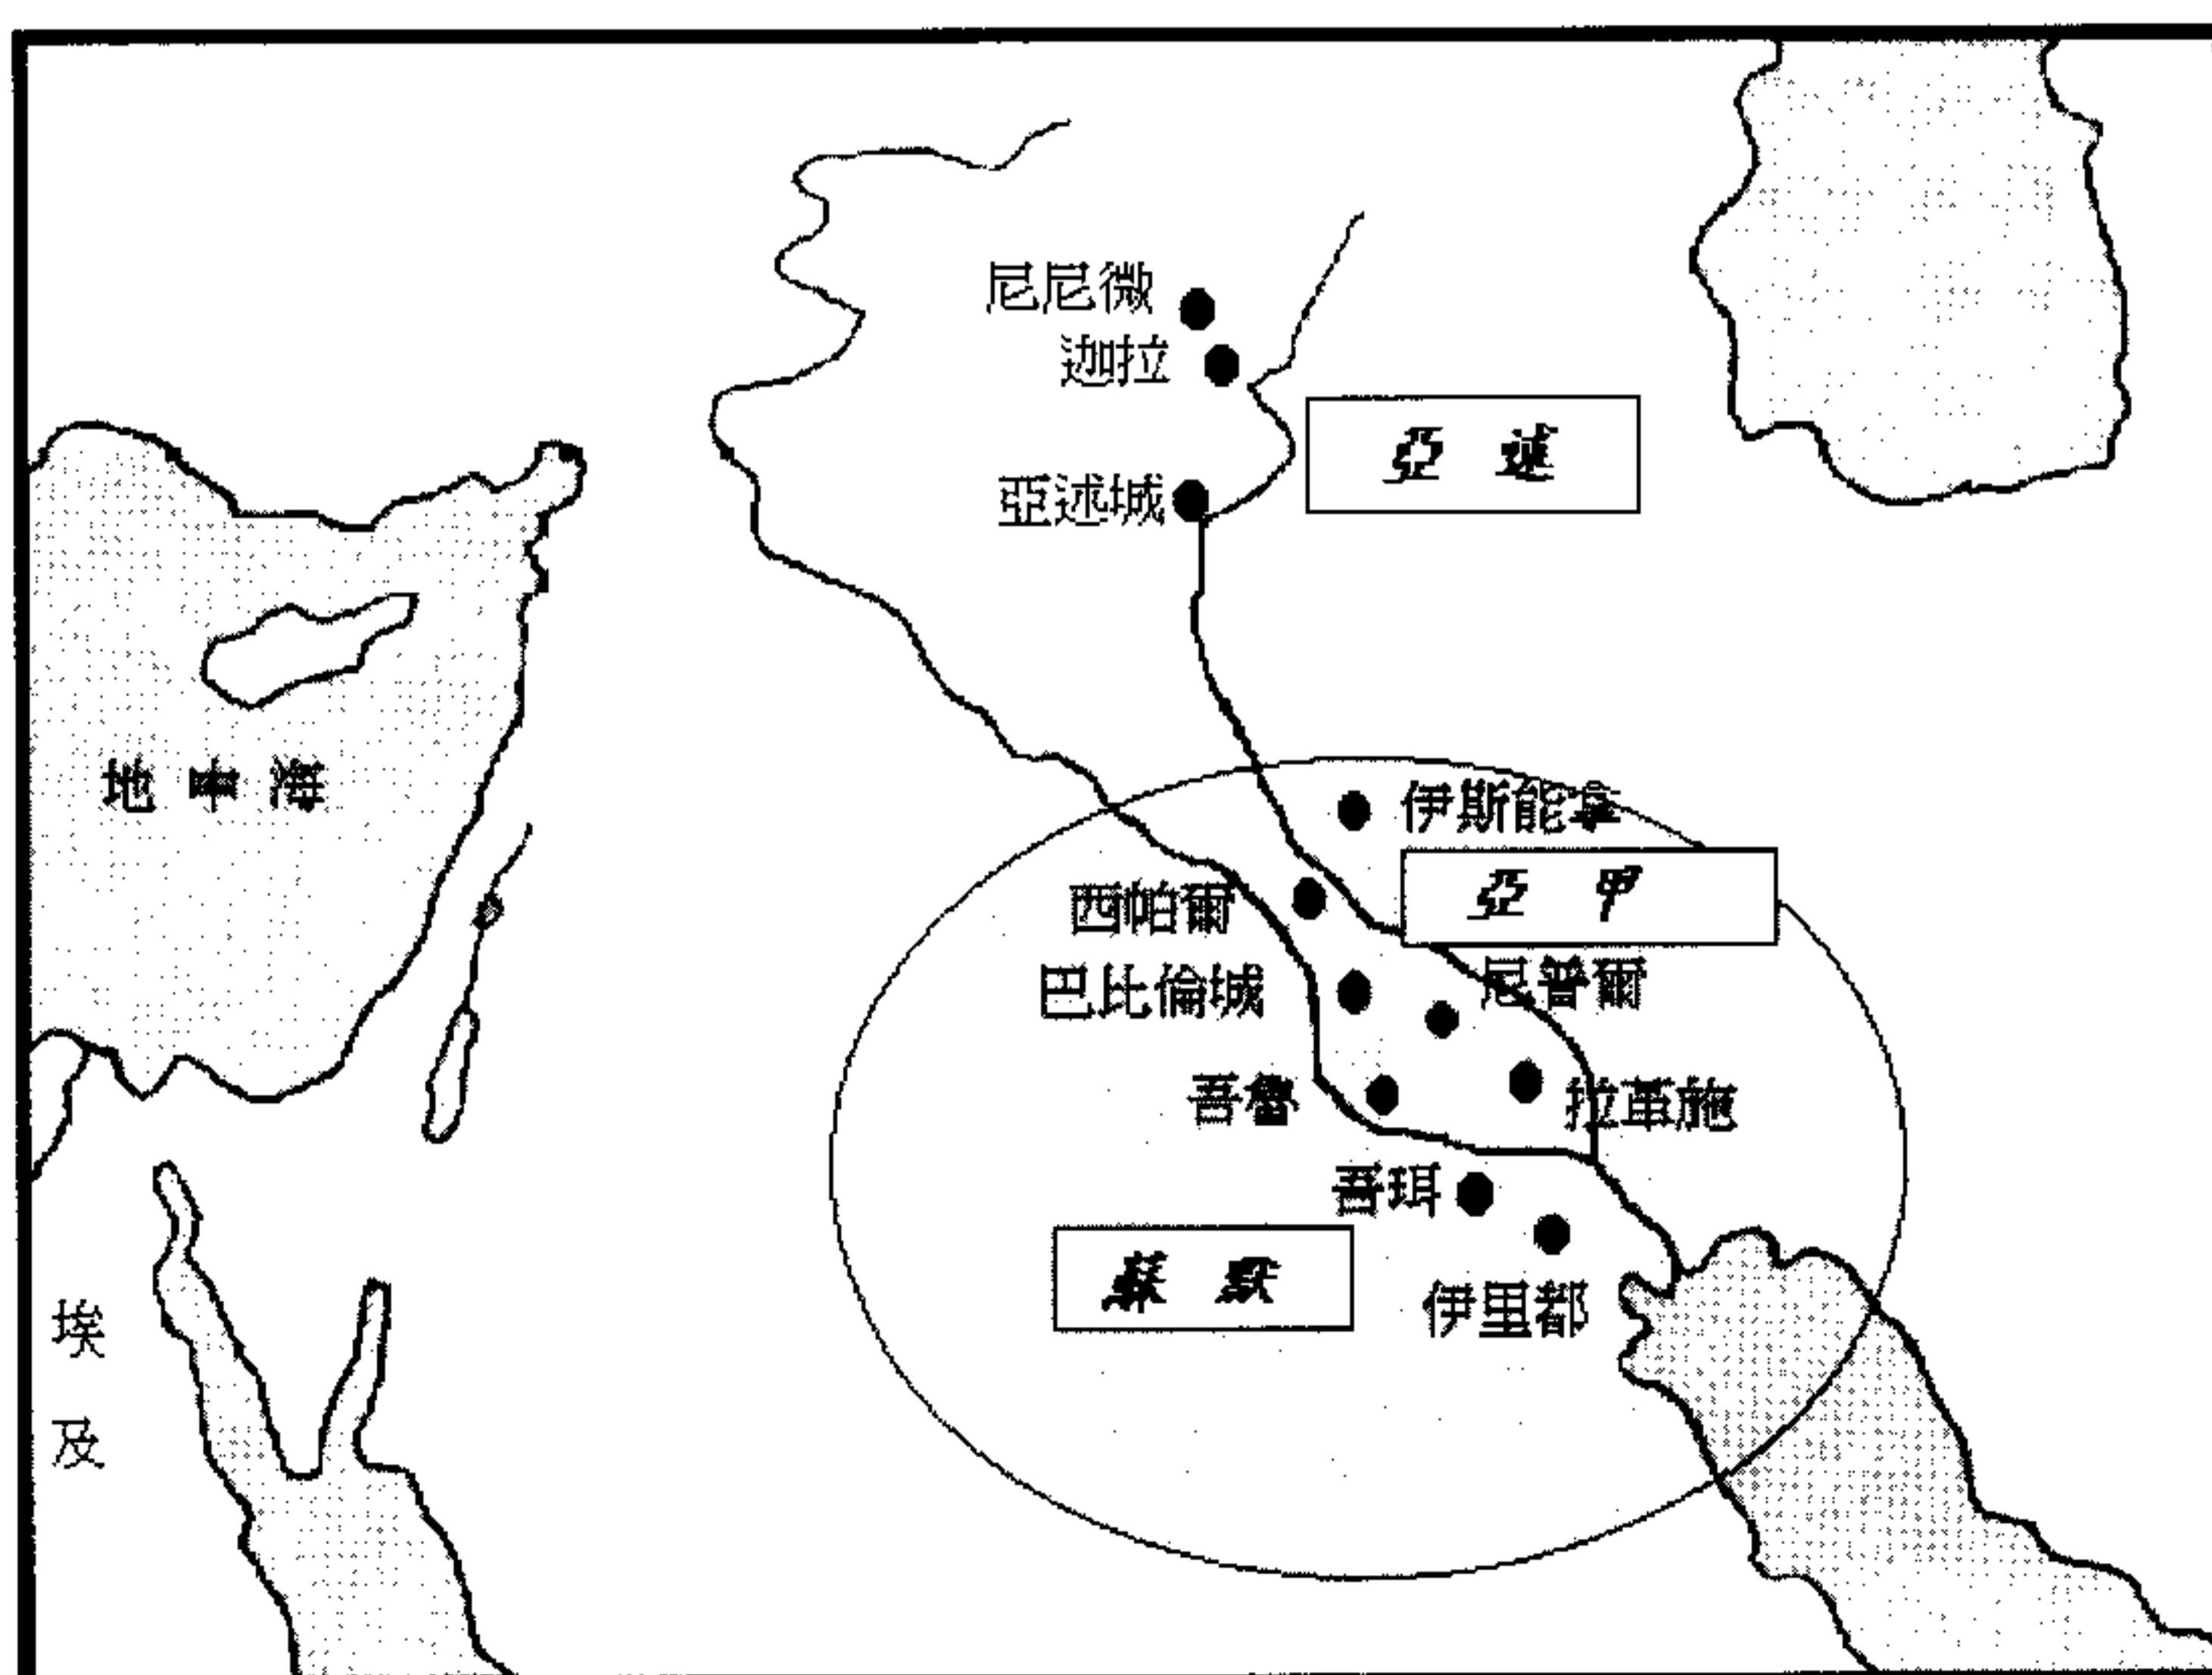 尼尼微
迦拉
亞述
亞述城
地中海
伊斯能拿
亞甲
西帕爾
巴比倫城
尼普爾
吾魯
拉革施
吾珥
蘇默
伊里都
埃及